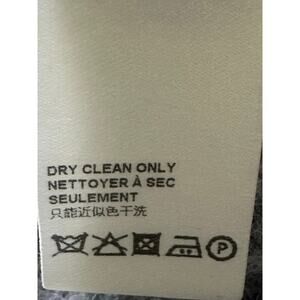 DRY CLEAN ONLY
NETTOYER À SEC
SEULEMENT
只能近似色干洗
P